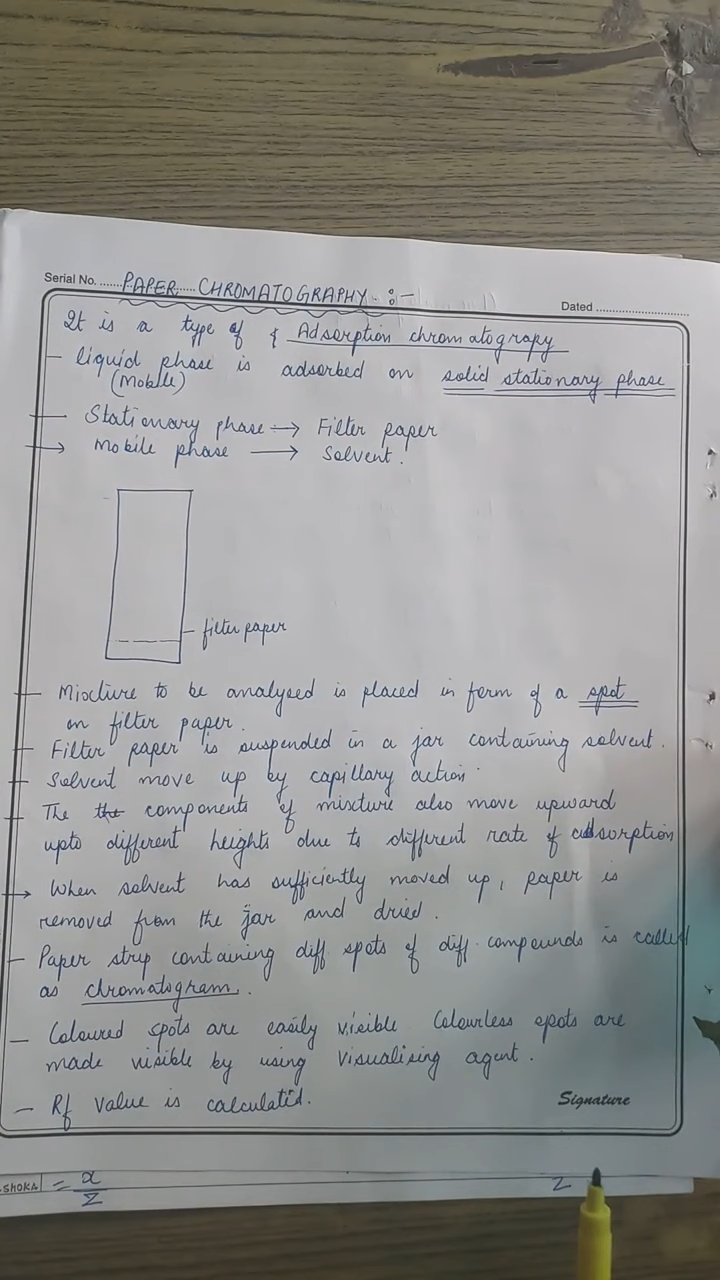 Serial No. ...... PAPER CHROMATOGRAPHY :-
Dated ........................
It is a type of Adsorption chromatograpy
- liquid phase is adsorbed on solid stationary phase
(Mobile)
- Stationary phase → Filter paper
→ Mobile phase → Solvent.
- filter paper
- Mixture to be analysed is placed in form of a spot
on filter paper.
- Filter paper is suspended in a jar containing solvent.
- Solvent move up by capillary action.
- The the components of mixture also move upward
upto different heights due to different rate of adsorption
→ When solvent has sufficiently moved up, paper is
removed from the jar and dried.
- Paper strip containing diff spots of diff. compounds is called
as chromatogram.
- Coloured spots are easily visible Colourless spots are
made visible by using visualising agent.
- Rf value is calculated.
Signature
SHOKA = x
Z
Z